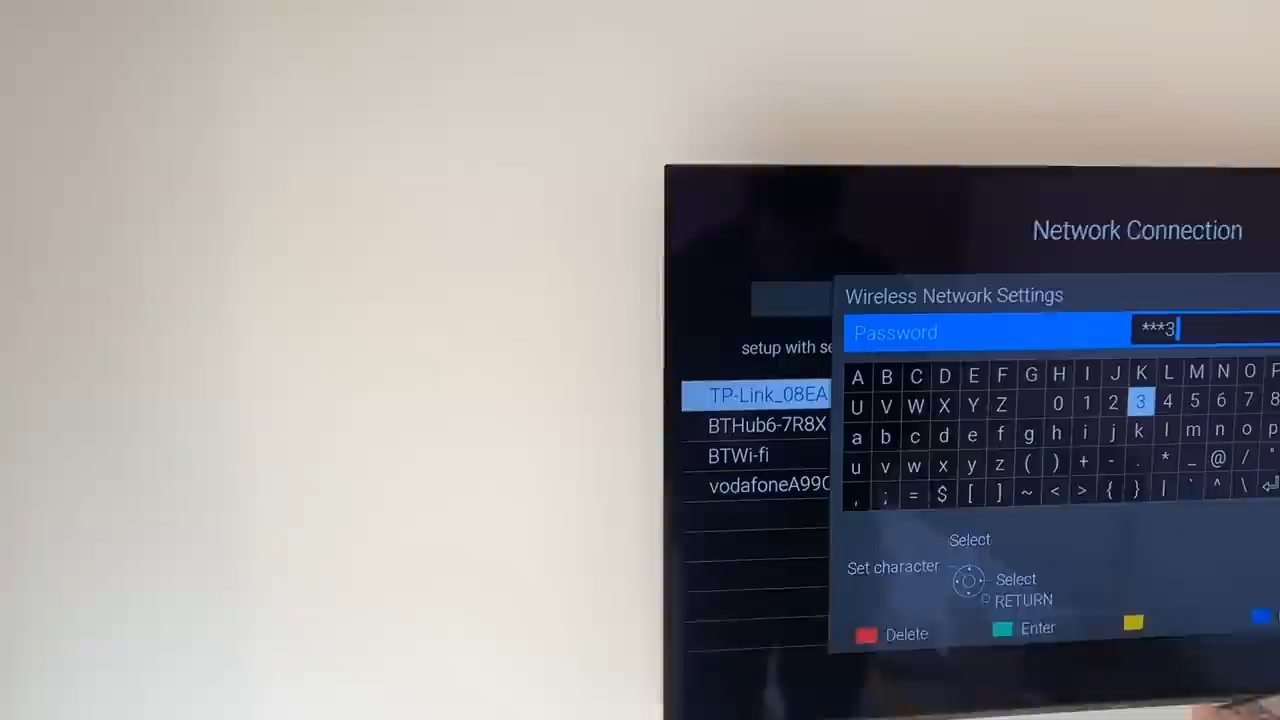 Network Connection
Wireless Network Settings
Password ***3
setup with se
TP-Link_08EA
BTHub6-7R8X
BTWi-fi
vodafoneA99C
A B C D E F G H I J K L M N O P
U V W X Y Z 0 1 2 3 4 5 6 7 8
a b c d e f g h i j k l m n o p
u v w x y z ( ) + - . * _ @ / "
, ; = $ [ ] ~ < > { } | ` ^ \ ⏎
Select
Set character
Select
RETURN
Delete Enter